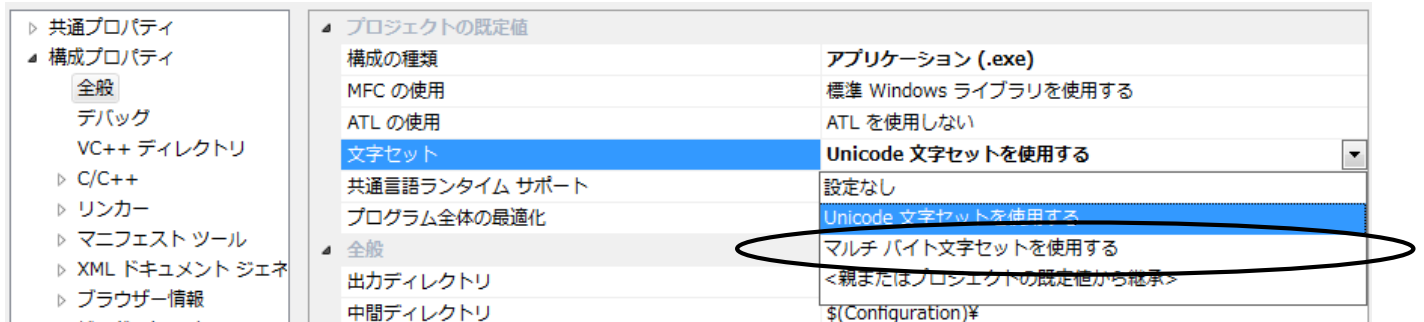 共通プロパティ
構成プロパティ
全般
デバッグ
VC++ ディレクトリ
C/C++
リンカー
マニフェスト ツール
XML ドキュメント ジェネ
ブラウザー情報
プロジェクトの既定値
構成の種類 アプリケーション (.exe)
MFC の使用 標準 Windows ライブラリを使用する
ATL の使用 ATL を使用しない
文字セット Unicode 文字セットを使用する
共通言語ランタイム サポート 設定なし
プログラム全体の最適化 Unicode 文字セットを使用する
全般 マルチ バイト文字セットを使用する
出力ディレクトリ <親またはプロジェクトの既定値から継承>
中間ディレクトリ $(Configuration)¥